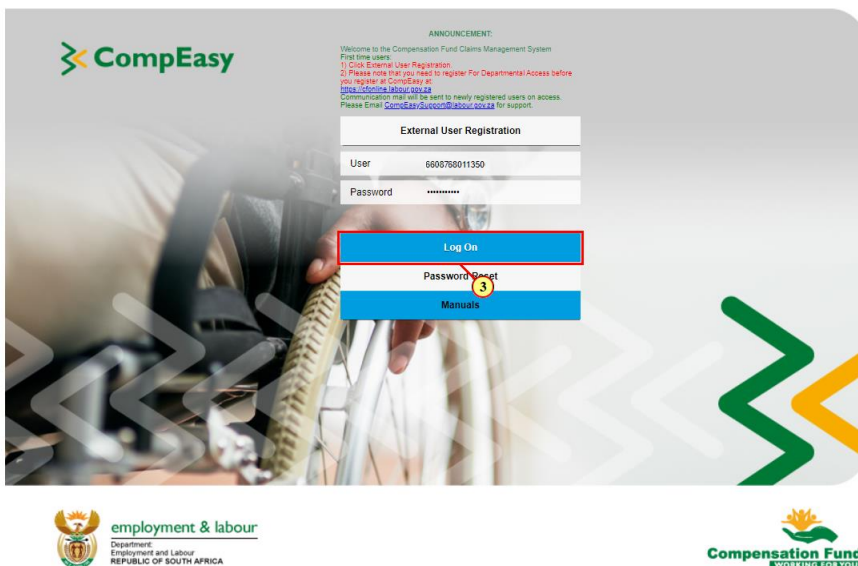 CompEasy
ANNOUNCEMENT:
Welcome to the Compensation Fund Claims Management System
First time users:
1) Click External User Registration.
2) Please note that you need to register For Departmental Access before
you register at CompEasy at:
https://cfonline.labour.gov.za
Communication mail will be sent to newly registered users on access.
Please Email CompEasySupport@labour.gov.za for support.
External User Registration
User 6608768011350
Password •••••••••••
Log On
Password Reset
3
Manuals
employment & labour
Department:
Employment and Labour
REPUBLIC OF SOUTH AFRICA
Compensation Fund
WORKING FOR YOU